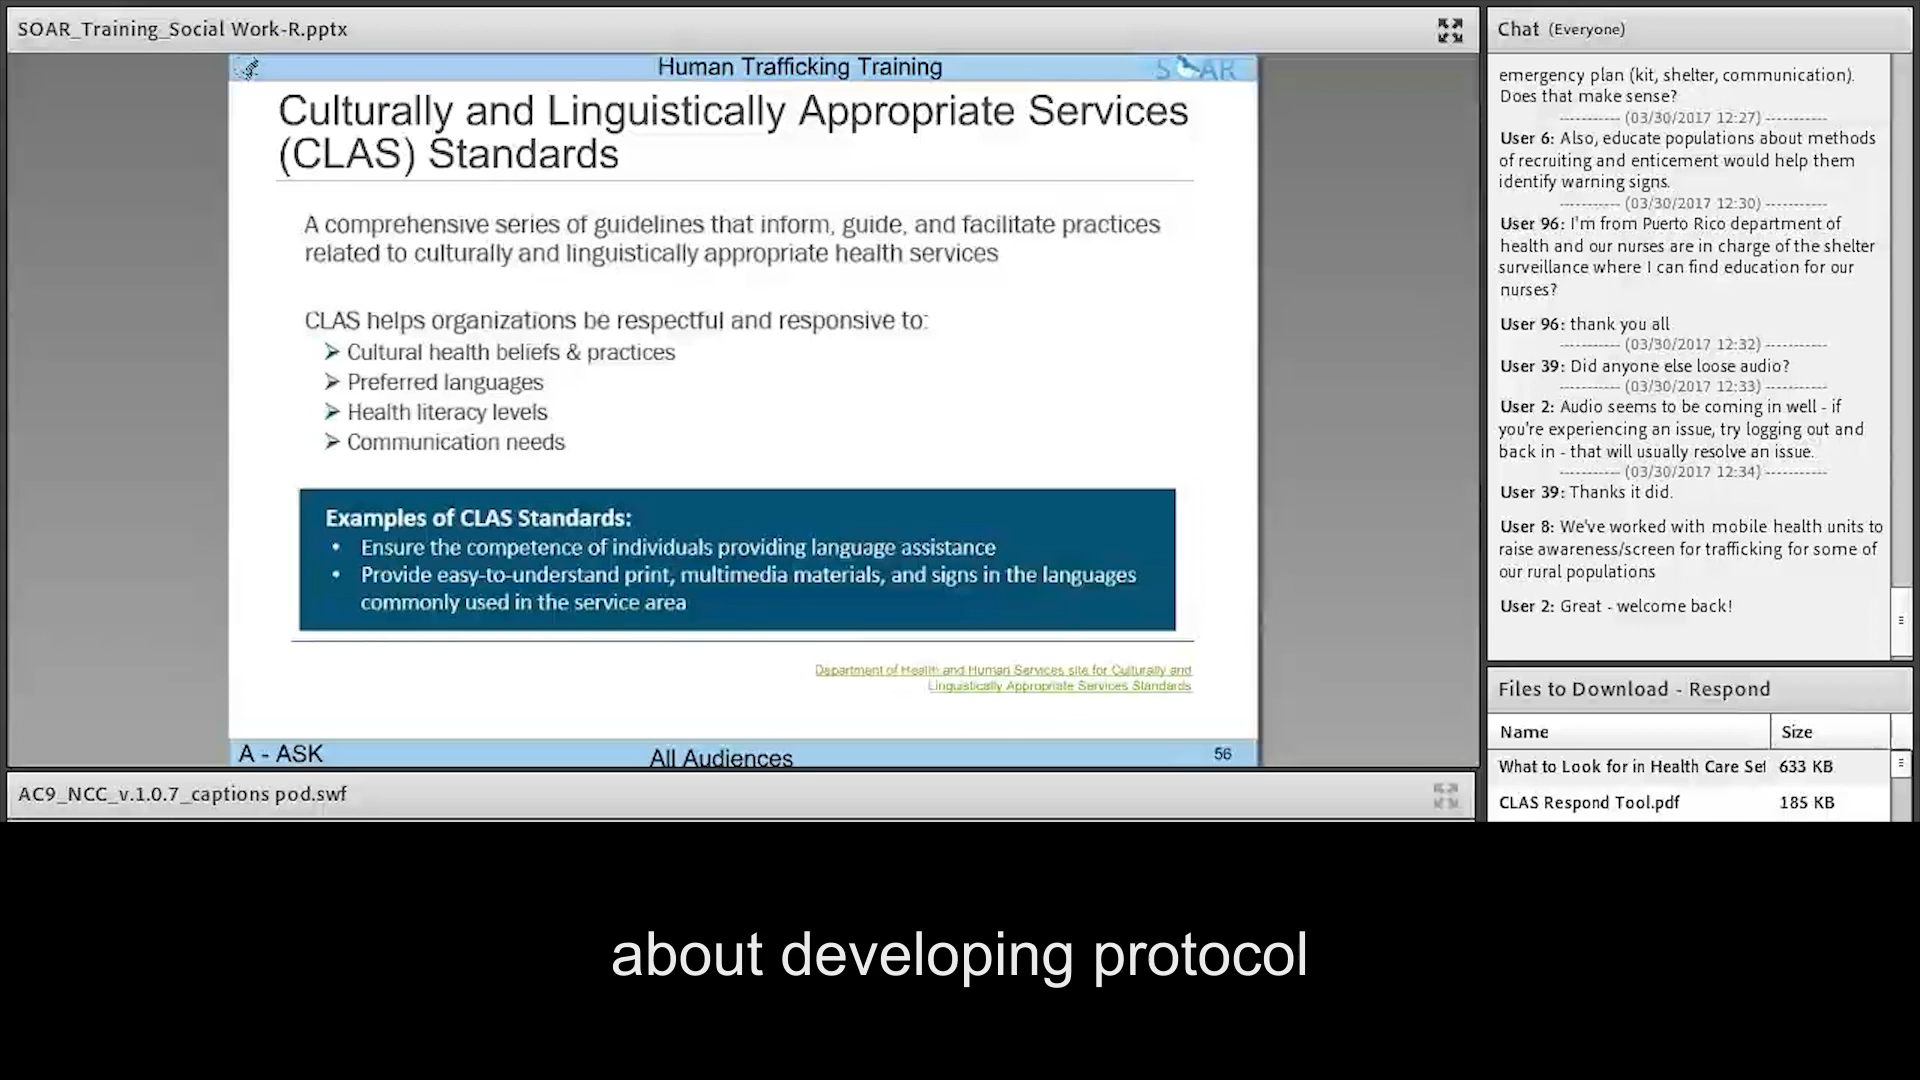 SOAR_Training_Social Work-R.pptx
Human Trafficking Training
SOAR
Culturally and Linguistically Appropriate Services
(CLAS) Standards
A comprehensive series of guidelines that inform, guide, and facilitate practices
related to culturally and linguistically appropriate health services
CLAS helps organizations be respectful and responsive to:
➢ Cultural health beliefs & practices
➢ Preferred languages
➢ Health literacy levels
➢ Communication needs
Examples of CLAS Standards:
• Ensure the competence of individuals providing language assistance
• Provide easy-to-understand print, multimedia materials, and signs in the languages
commonly used in the service area
Department of Health and Human Services site for Culturally and
Linguistically Appropriate Services Standards
A - ASK
All Audiences
56
AC9_NCC_v.1.0.7_captions pod.swf
about developing protocol
Chat (Everyone)
emergency plan (kit, shelter, communication).
Does that make sense?
---------- (03/30/2017 12:27) ----------
User 6: Also, educate populations about methods
of recruiting and enticement would help them
identify warning signs.
---------- (03/30/2017 12:30) ----------
User 96: I'm from Puerto Rico department of
health and our nurses are in charge of the shelter
surveillance where I can find education for our
nurses?
User 96: thank you all
---------- (03/30/2017 12:32) ----------
User 39: Did anyone else loose audio?
---------- (03/30/2017 12:33) ----------
User 2: Audio seems to be coming in well - if
you're experiencing an issue, try logging out and
back in - that will usually resolve an issue.
---------- (03/30/2017 12:34) ----------
User 39: Thanks it did.
User 8: We've worked with mobile health units to
raise awareness/screen for trafficking for some of
our rural populations
User 2: Great - welcome back!
Files to Download - Respond
Name Size
What to Look for in Health Care Set 633 KB
CLAS Respond Tool.pdf 185 KB